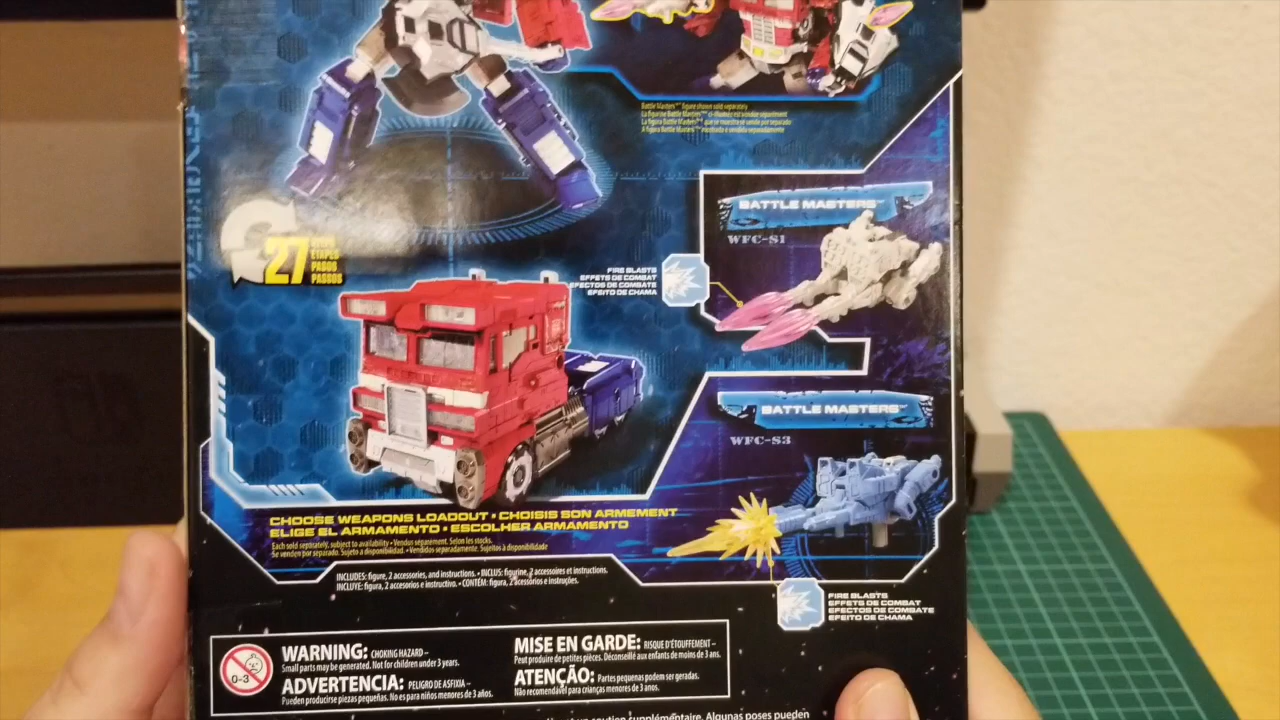 Battle Masters™ figure shown sold separately
La figurine Battle Masters™ ci-illustrée est vendue séparément
La figura Battle Masters™ que se muestra se vende por separado
A figura Battle Masters™ mostrada é vendida separadamente
BATTLE MASTERS™
WFC-S1
27
ÉTAPES
PASOS
PASSOS
FIRE BLASTS
EFFETS DE COMBAT
EFECTOS DE COMBATE
EFEITO DE CHAMA
BATTLE MASTERS™
WFC-S3
CHOOSE WEAPONS LOADOUT • CHOISIS SON ARMEMENT
ELIGE EL ARMAMENTO • ESCOLHER ARMAMENTO
Each sold separately, subject to availability • Vendus séparément. Selon les stocks.
Se venden por separado. Sujeto a disponibilidad. • Vendidos separadamente. Sujeitos à disponibilidade
INCLUDES: figure, 2 accessories, and instructions. • INCLUS: figurine, 2 accessoires et instructions.
INCLUYE: figura, 2 accesorios e instructivo. • CONTÉM: figura, 2 acessórios e instruções.
FIRE BLASTS
EFFETS DE COMBAT
EFECTOS DE COMBATE
EFEITO DE CHAMA
0-3
WARNING: CHOKING HAZARD –
Small parts may be generated. Not for children under 3 years.
ADVERTENCIA: PELIGRO DE ASFIXIA –
Pueden producirse piezas pequeñas. No es para niños menores de 3 años.
MISE EN GARDE: RISQUE D'ÉTOUFFEMENT –
Peut produire de petites pièces. Déconseillé aux enfants de moins de 3 ans.
ATENÇÃO: Partes pequenas podem ser geradas.
Não recomendável para crianças menores de 3 anos.
un soutien supplémentaire. Algunas poses pueden